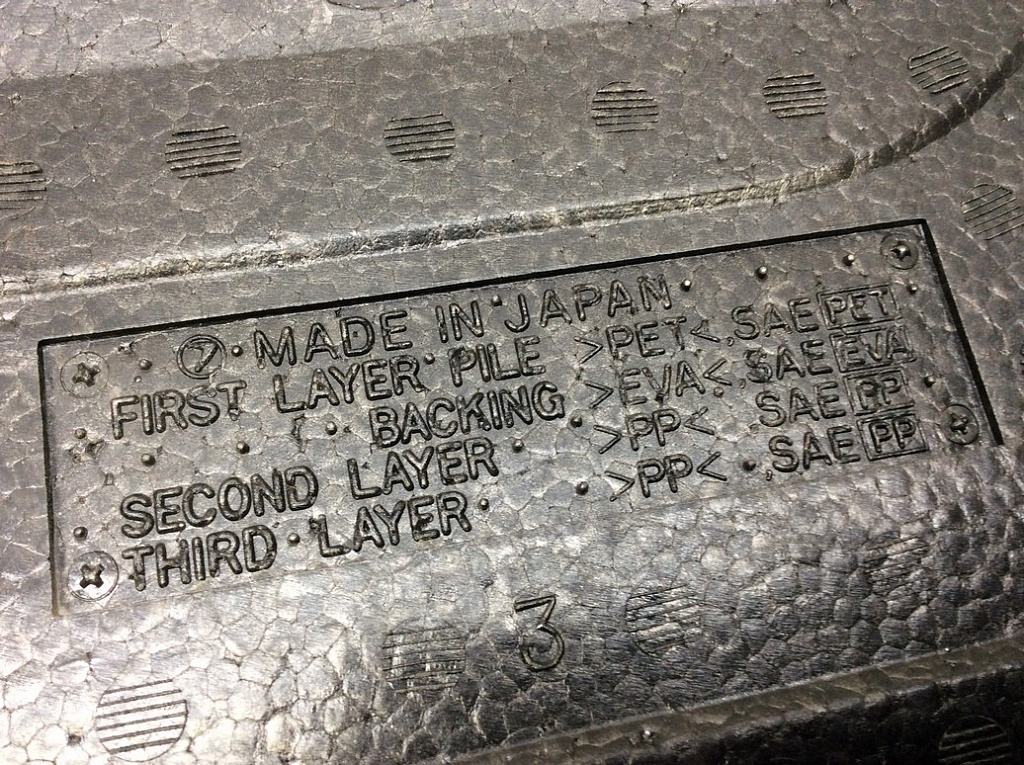 ⑦ MADE IN JAPAN
FIRST LAYER PILE >PET< SAE PET
BACKING >EVA< SAE EVA
SECOND LAYER >PP< SAE PP
THIRD LAYER >PP< SAE PP
3